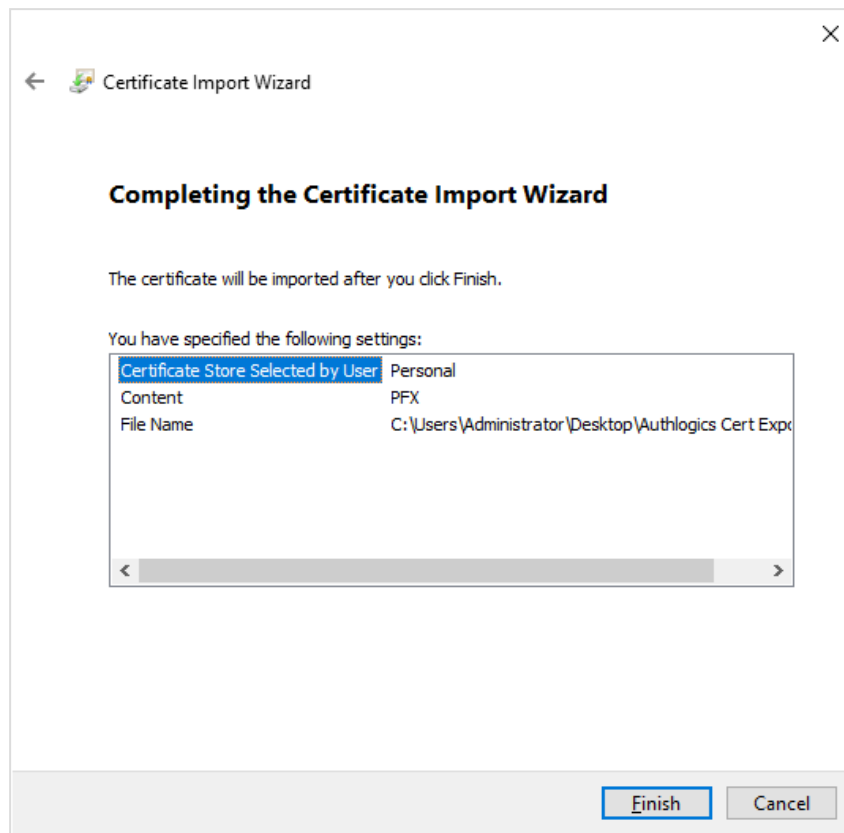 Certificate Import Wizard
Completing the Certificate Import Wizard
The certificate will be imported after you click Finish.
You have specified the following settings:
Certificate Store Selected by User Personal
Content PFX
File Name C:\Users\Administrator\Desktop\Authlogics Cert Expo
Finish Cancel